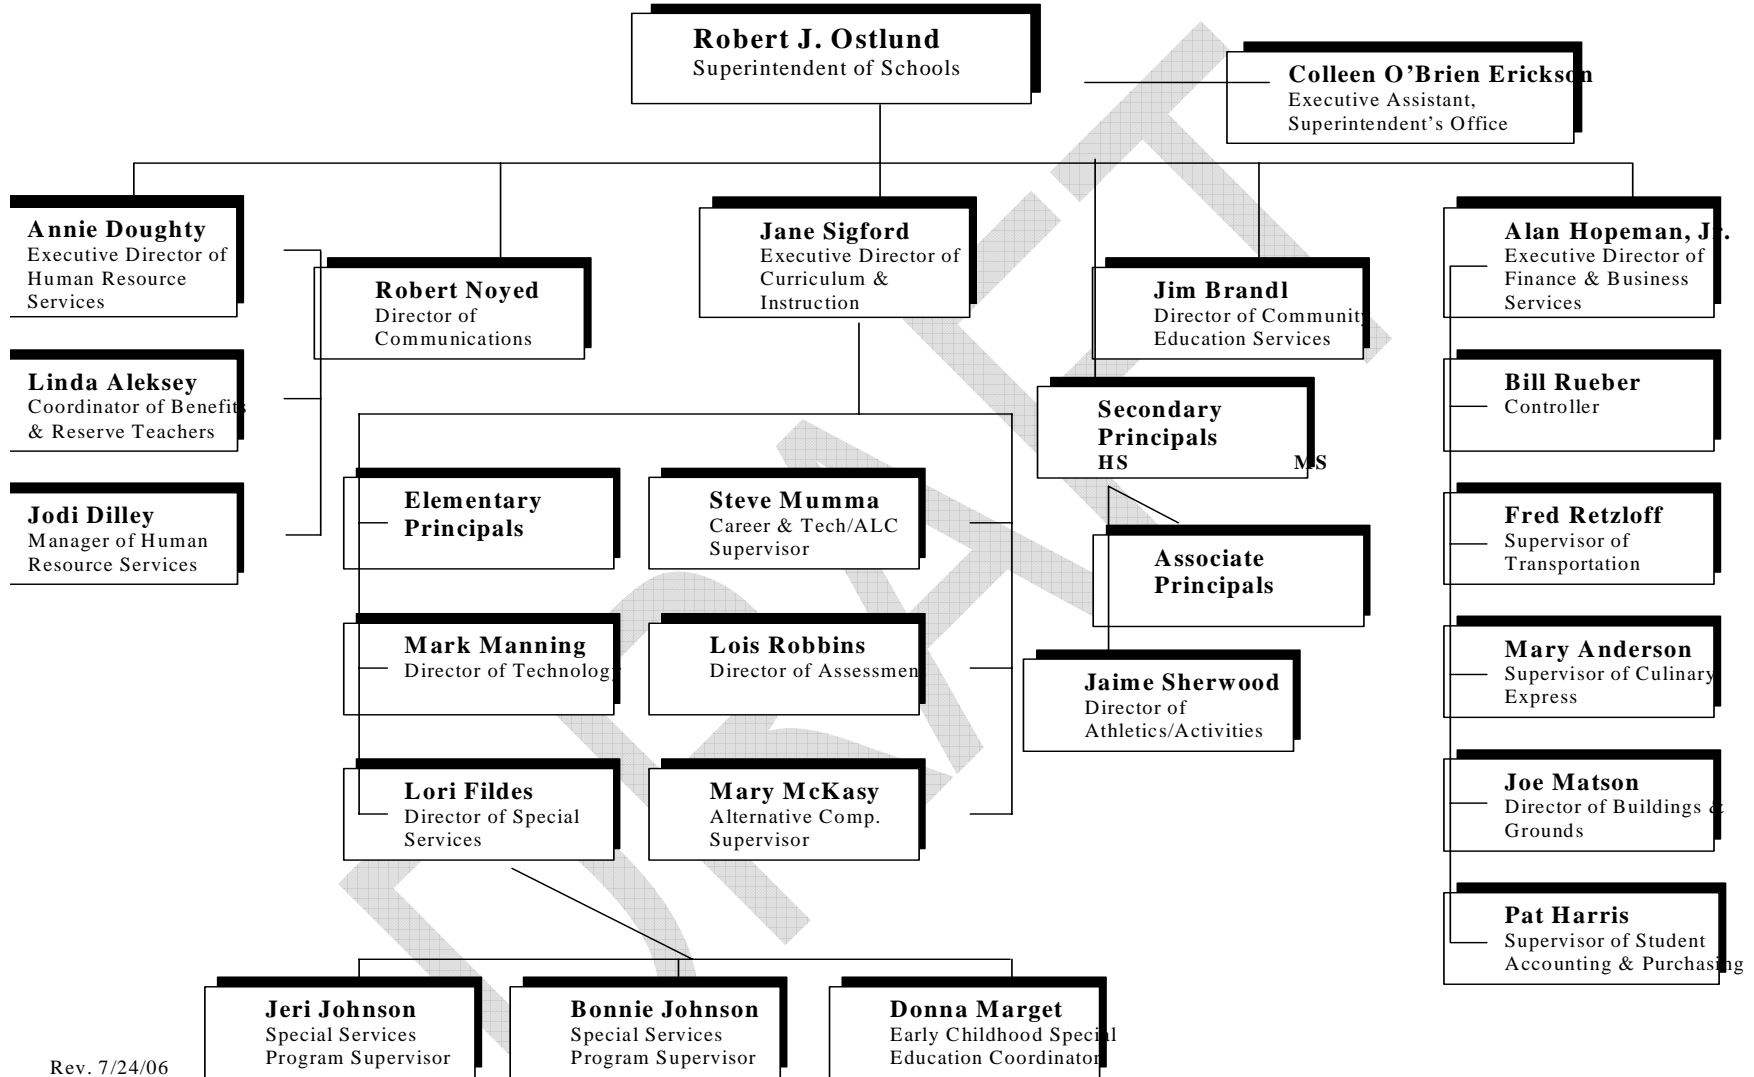 Robert J. Ostlund
Superintendent of Schools
Colleen O’Brien Erickson
Executive Assistant,
Superintendent’s Office
Annie Doughty
Executive Director of
Human Resource
Services
Robert Noyed
Director of
Communications
Jane Sigford
Executive Director of
Curriculum &
Instruction
Jim Brandl
Director of Community
Education Services
Alan Hopeman, Jr.
Executive Director of
Finance & Business
Services
Linda Aleksey
Coordinator of Benefits
& Reserve Teachers
Jodi Dilley
Manager of Human
Resource Services
Secondary
Principals
HS MS
Associate
Principals
Jaime Sherwood
Director of
Athletics/Activities
Elementary
Principals
Steve Mumma
Career & Tech/ALC
Supervisor
Mark Manning
Director of Technology
Lois Robbins
Director of Assessment
Lori Fildes
Director of Special
Services
Mary McKasy
Alternative Comp.
Supervisor
Bill Rueber
Controller
Fred Retzloff
Supervisor of
Transportation
Mary Anderson
Supervisor of Culinary
Express
Joe Matson
Director of Buildings &
Grounds
Pat Harris
Supervisor of Student
Accounting & Purchasing
Jeri Johnson
Special Services
Program Supervisor
Bonnie Johnson
Special Services
Program Supervisor
Donna Marget
Early Childhood Special
Education Coordinator
Rev. 7/24/06
DRAFT